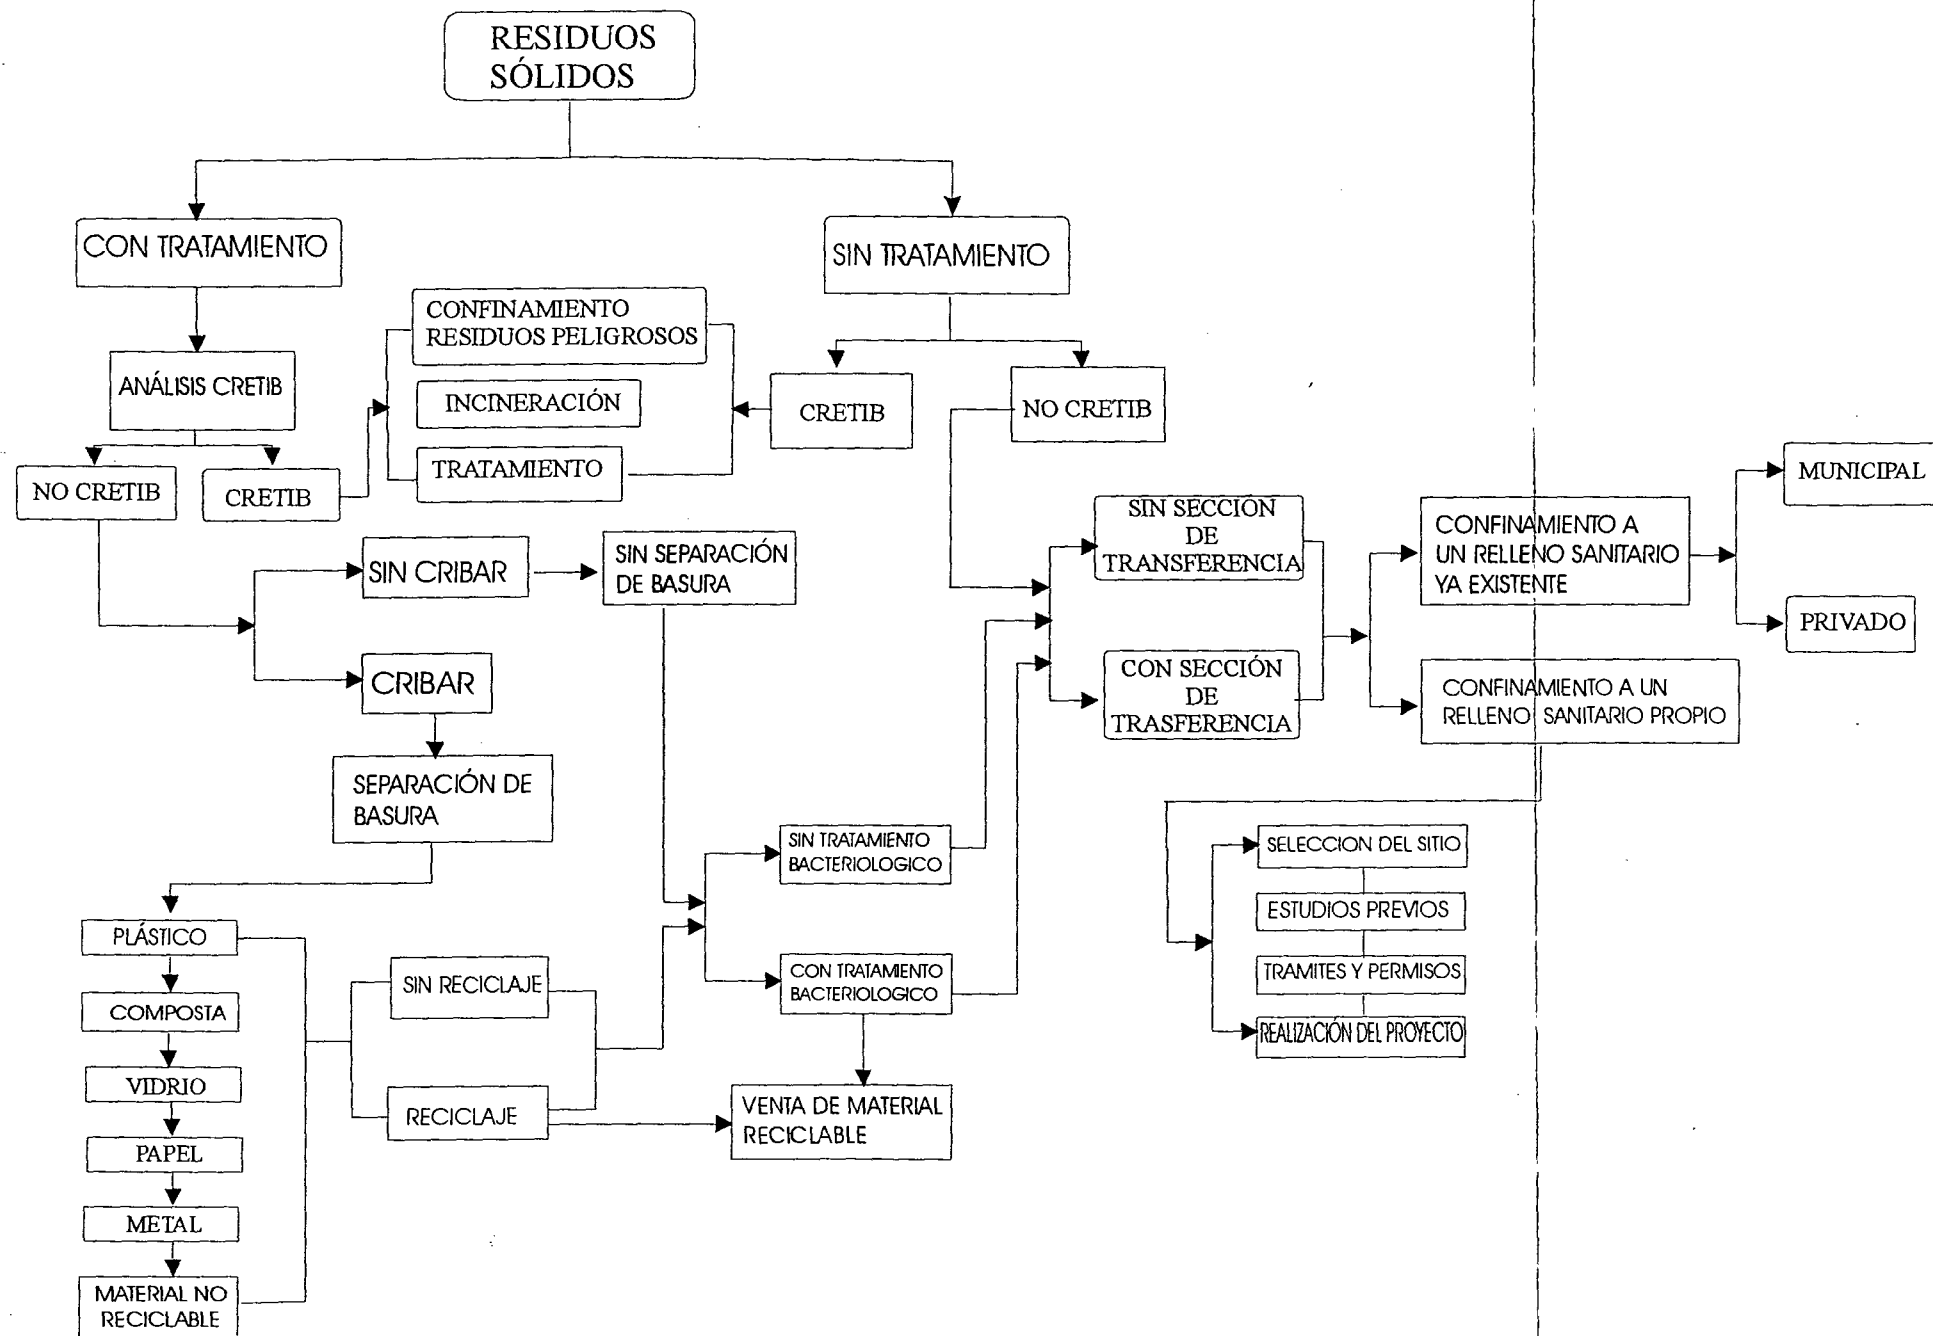 RESIDUOS
SÓLIDOS
CON TRATAMIENTO
SIN TRATAMIENTO
CONFINAMIENTO
RESIDUOS PELIGROSOS
ANÁLISIS CRETIB
INCINERACIÓN
CRETIB
NO CRETIB
TRATAMIENTO
NO CRETIB
CRETIB
MUNICIPAL
SIN SECCIÓN
DE
TRANSFERENCIA
CONFINAMIENTO A
UN RELLENO SANITARIO
YA EXISTENTE
SIN CRIBAR
SIN SEPARACIÓN
DE BASURA
PRIVADO
CRIBAR
CON SECCIÓN
DE
TRASFERENCIA
CONFINAMIENTO A UN
RELLENO SANITARIO PROPIO
SEPARACIÓN DE
BASURA
SIN TRATAMIENTO
BACTERIOLOGICO
SELECCION DEL SITIO
ESTUDIOS PREVIOS
PLÁSTICO
SIN RECICLAJE
CON TRATAMIENTO
BACTERIOLOGICO
TRAMITES Y PERMISOS
COMPOSTA
REALIZACIÓN DEL PROYECTO
VIDRIO
RECICLAJE
VENTA DE MATERIAL
RECICLABLE
PAPEL
METAL
MATERIAL NO
RECICLABLE